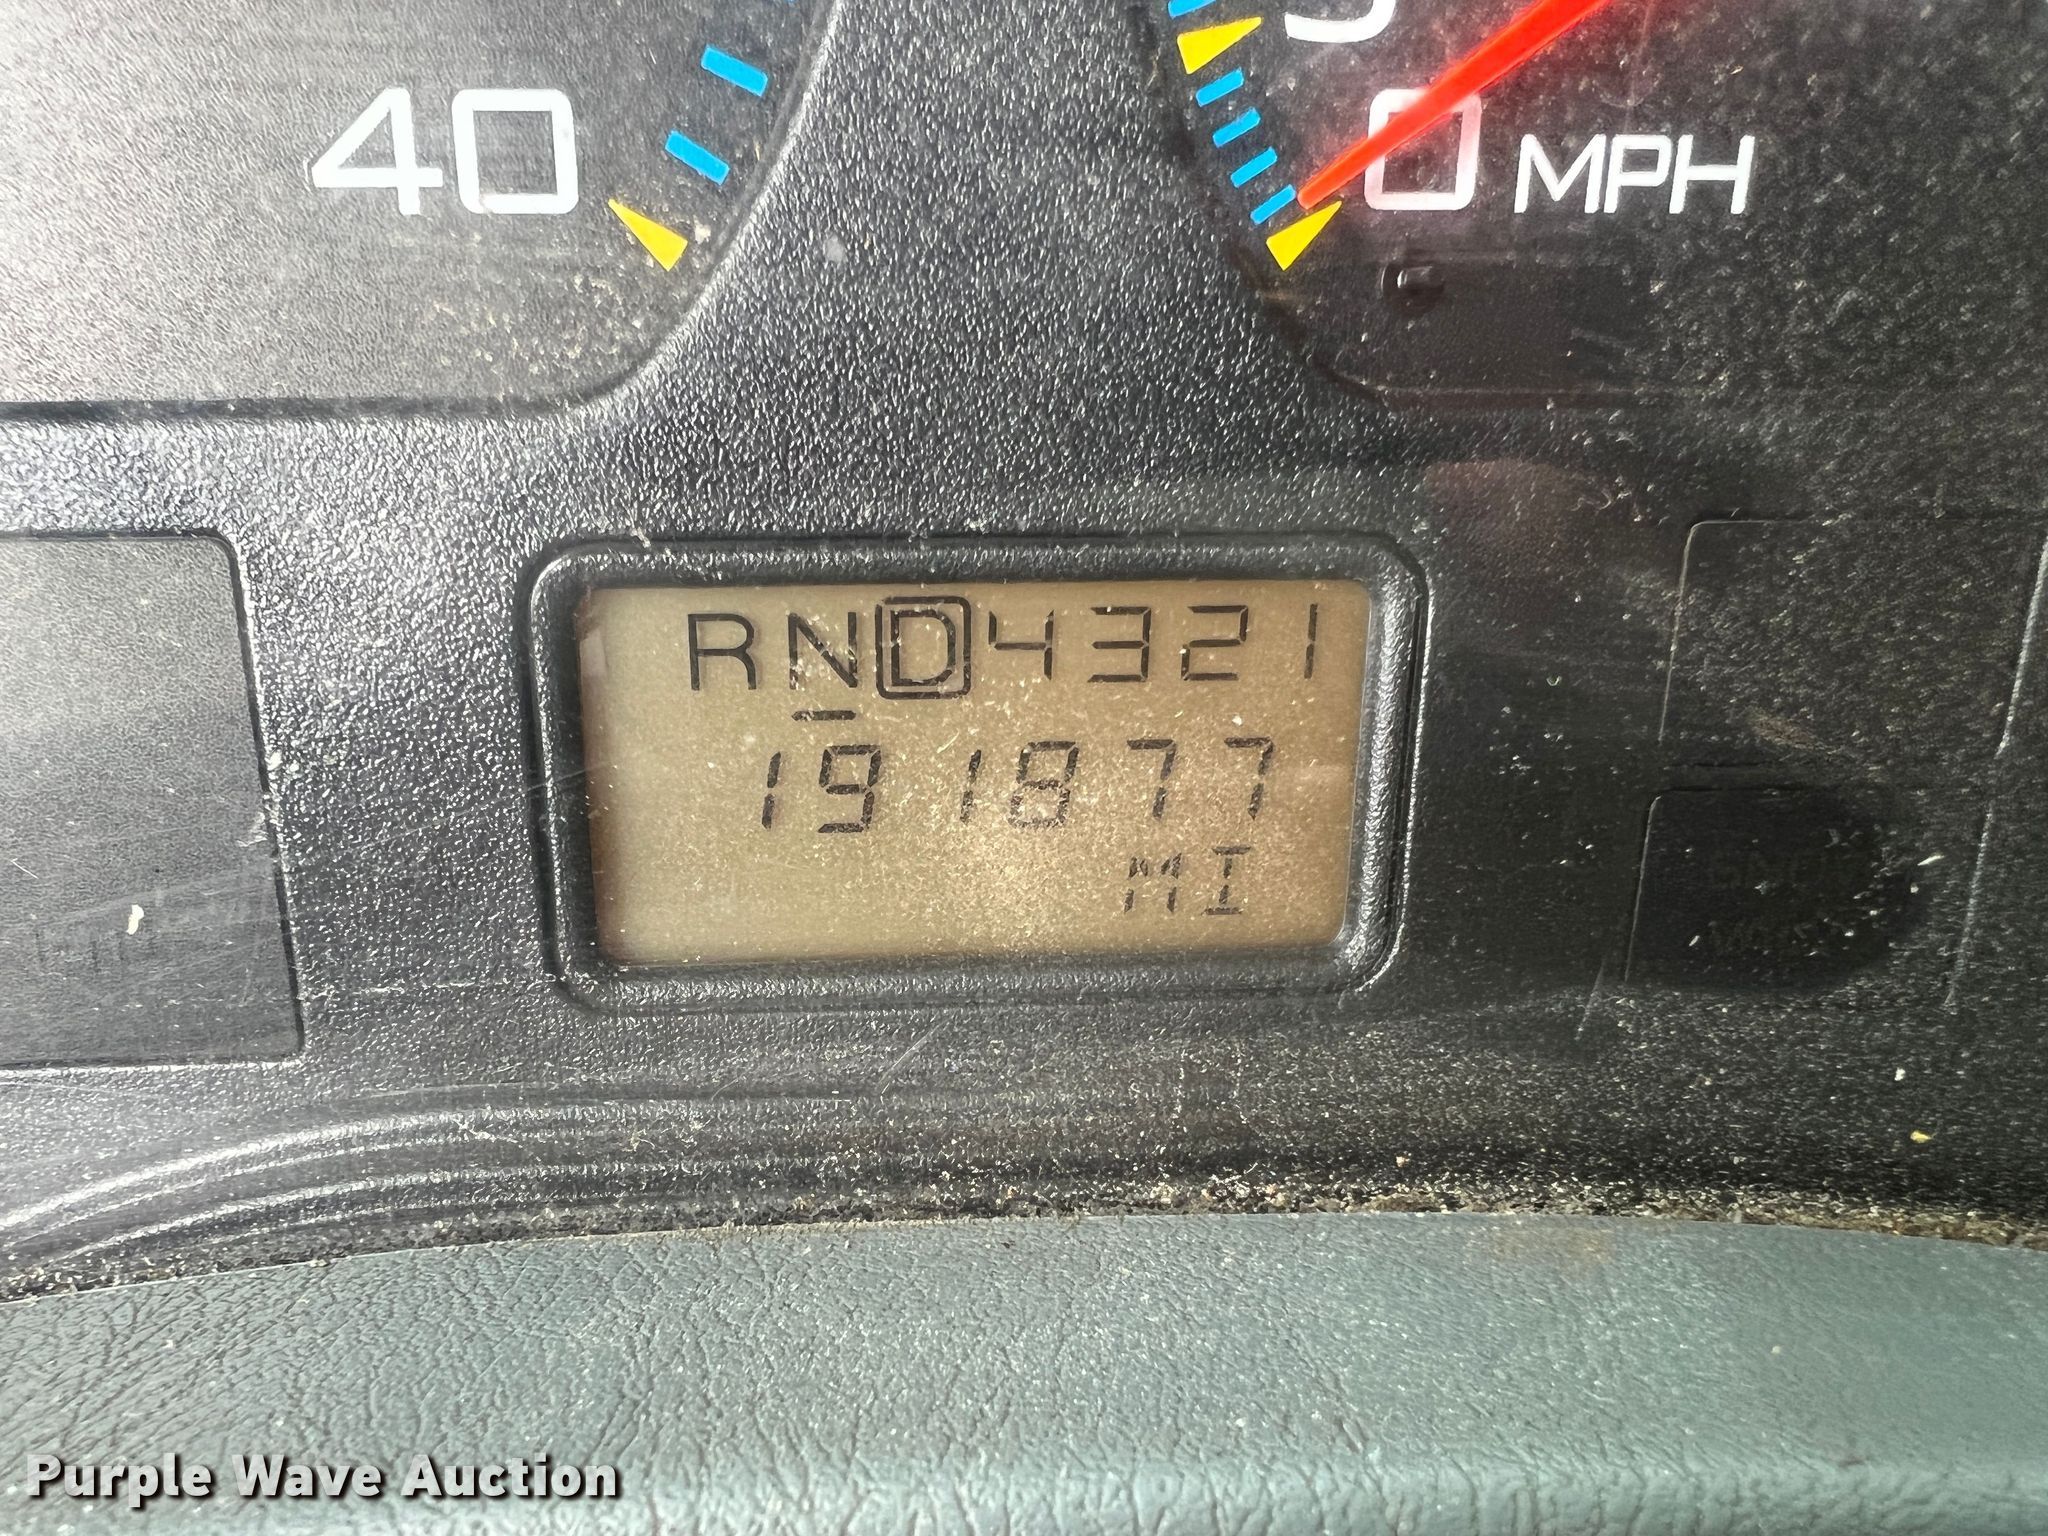 40
0 MPH
RND4321
191877
MI
Purple Wave Auction